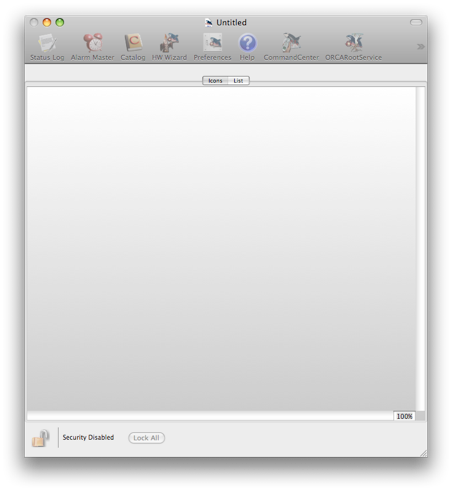 Untitled
Status Log Alarm Master Catalog HW Wizard Preferences Help CommandCenter ORCARootService
Icons List
100%
Security Disabled Lock All